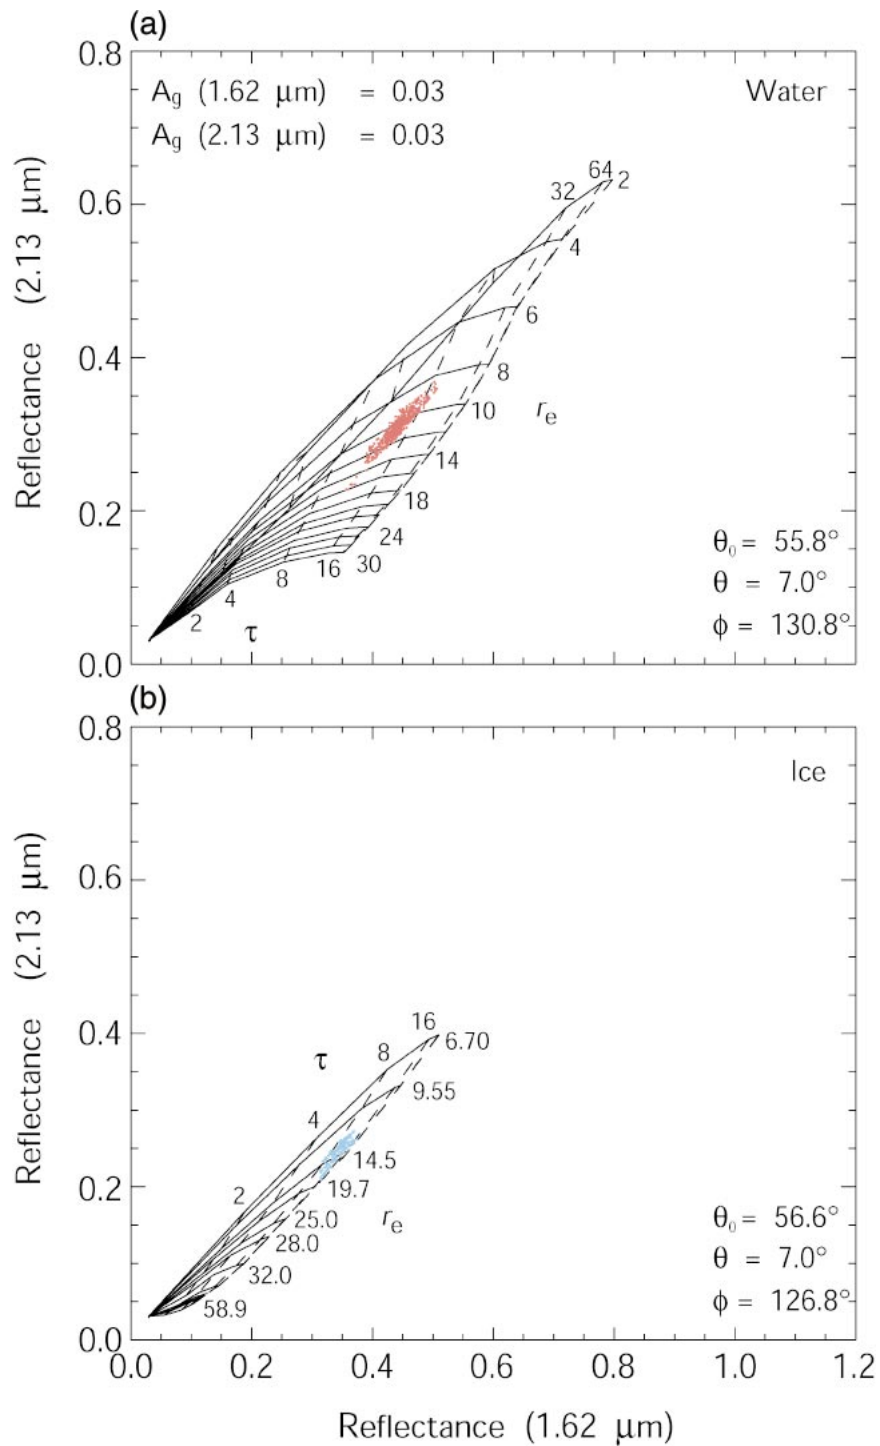 (a)
0.8
A_g (1.62 μm) = 0.03
Water
A_g (2.13 μm) = 0.03
64
2
32
0.6
4
6
Reflectance (2.13 μm)
0.4
8
10
r_e
14
0.2
18
24
θ₀ = 55.8°
16 30
8
θ = 7.0°
4
2
τ
φ = 130.8°
0.0
(b)
0.8
Ice
0.6
Reflectance (2.13 μm)
16
0.4
6.70
τ
8
9.55
4
14.5
0.2
19.7
2
25.0
r_e
θ₀ = 56.6°
28.0
θ = 7.0°
32.0
58.9
φ = 126.8°
0.0
0.0 0.2 0.4 0.6 0.8 1.0 1.2
Reflectance (1.62 μm)